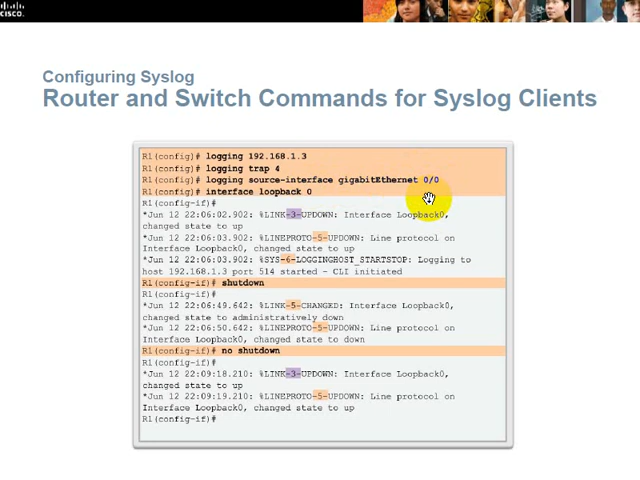 CISCO.
Configuring Syslog
Router and Switch Commands for Syslog Clients
R1(config)# logging 192.168.1.3
R1(config)# logging trap 4
R1(config)# logging source-interface gigabitEthernet 0/0
R1(config)# interface loopback 0
R1(config-if)#
*Jun 12 22:06:02.902: %LINK-3-UPDOWN: Interface Loopback0,
changed state to up
*Jun 12 22:06:03.902: %LINEPROTO-5-UPDOWN: Line protocol on
Interface Loopback0, changed state to up
*Jun 12 22:06:03.902: %SYS-6-LOGGINGHOST_STARTSTOP: Logging to
host 192.168.1.3 port 514 started - CLI initiated
R1(config-if)# shutdown
R1(config-if)#
*Jun 12 22:06:49.642: %LINK-5-CHANGED: Interface Loopback0,
changed state to administratively down
*Jun 12 22:06:50.642: %LINEPROTO-5-UPDOWN: Line protocol on
Interface Loopback0, changed state to down
R1(config-if)# no shutdown
R1(config-if)#
*Jun 12 22:09:18.210: %LINK-3-UPDOWN: Interface Loopback0,
changed state to up
*Jun 12 22:09:19.210: %LINEPROTO-5-UPDOWN: Line protocol on
Interface Loopback0, changed state to up
R1(config-if)#